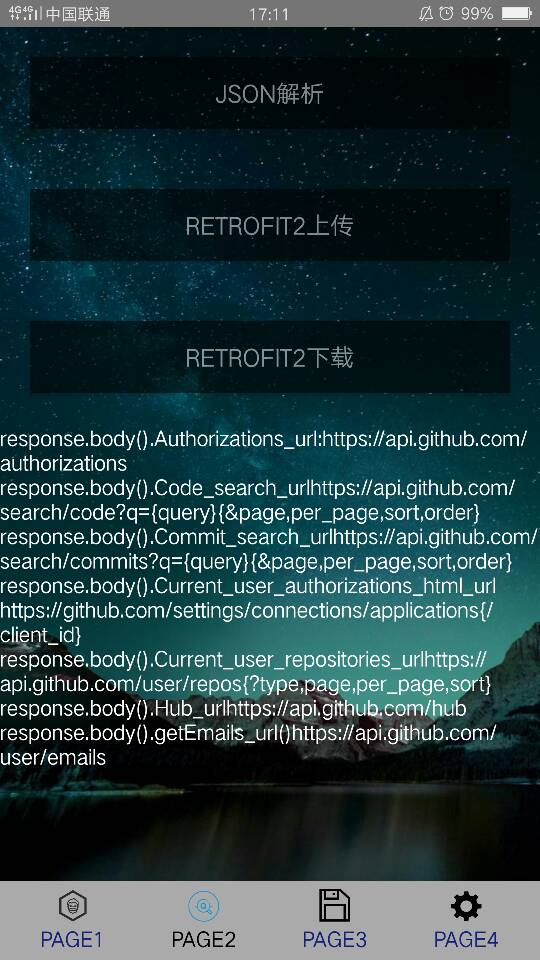 4G 4G 中国联通 17:11 99%
JSON解析
RETROFIT2上传
RETROFIT2下载
response.body().Authorizations_url:https://api.github.com/
authorizations
response.body().Code_search_urlhttps://api.github.com/
search/code?q={query}{&page,per_page,sort,order}
response.body().Commit_search_urlhttps://api.github.com/
search/commits?q={query}{&page,per_page,sort,order}
response.body().Current_user_authorizations_html_url
https://github.com/settings/connections/applications{/
client_id}
response.body().Current_user_repositories_urlhttps://
api.github.com/user/repos{?type,page,per_page,sort}
response.body().Hub_urlhttps://api.github.com/hub
response.body().getEmails_url()https://api.github.com/
user/emails
PAGE1 PAGE2 PAGE3 PAGE4